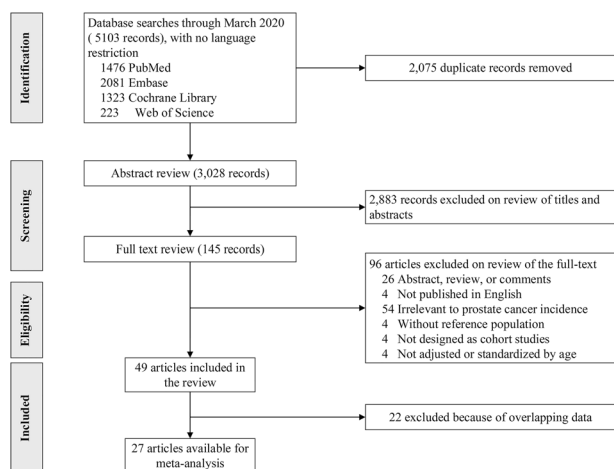 Identification
Database searches through March 2020
( 5103 records), with no language
restriction
1476 PubMed
2081 Embase
1323 Cochrane Library
223 Web of Science
2,075 duplicate records removed
Screening
Abstract review (3,028 records)
2,883 records excluded on review of titles and
abstracts
Full text review (145 records)
Eligibility
96 articles excluded on review of the full-text
26 Abstract, review, or comments
4 Not published in English
54 Irrelevant to prostate cancer incidence
4 Without reference population
4 Not designed as cohort studies
4 Not adjusted or standardized by age
49 articles included in
the review
Included
22 excluded because of overlapping data
27 articles available for
meta-analysis